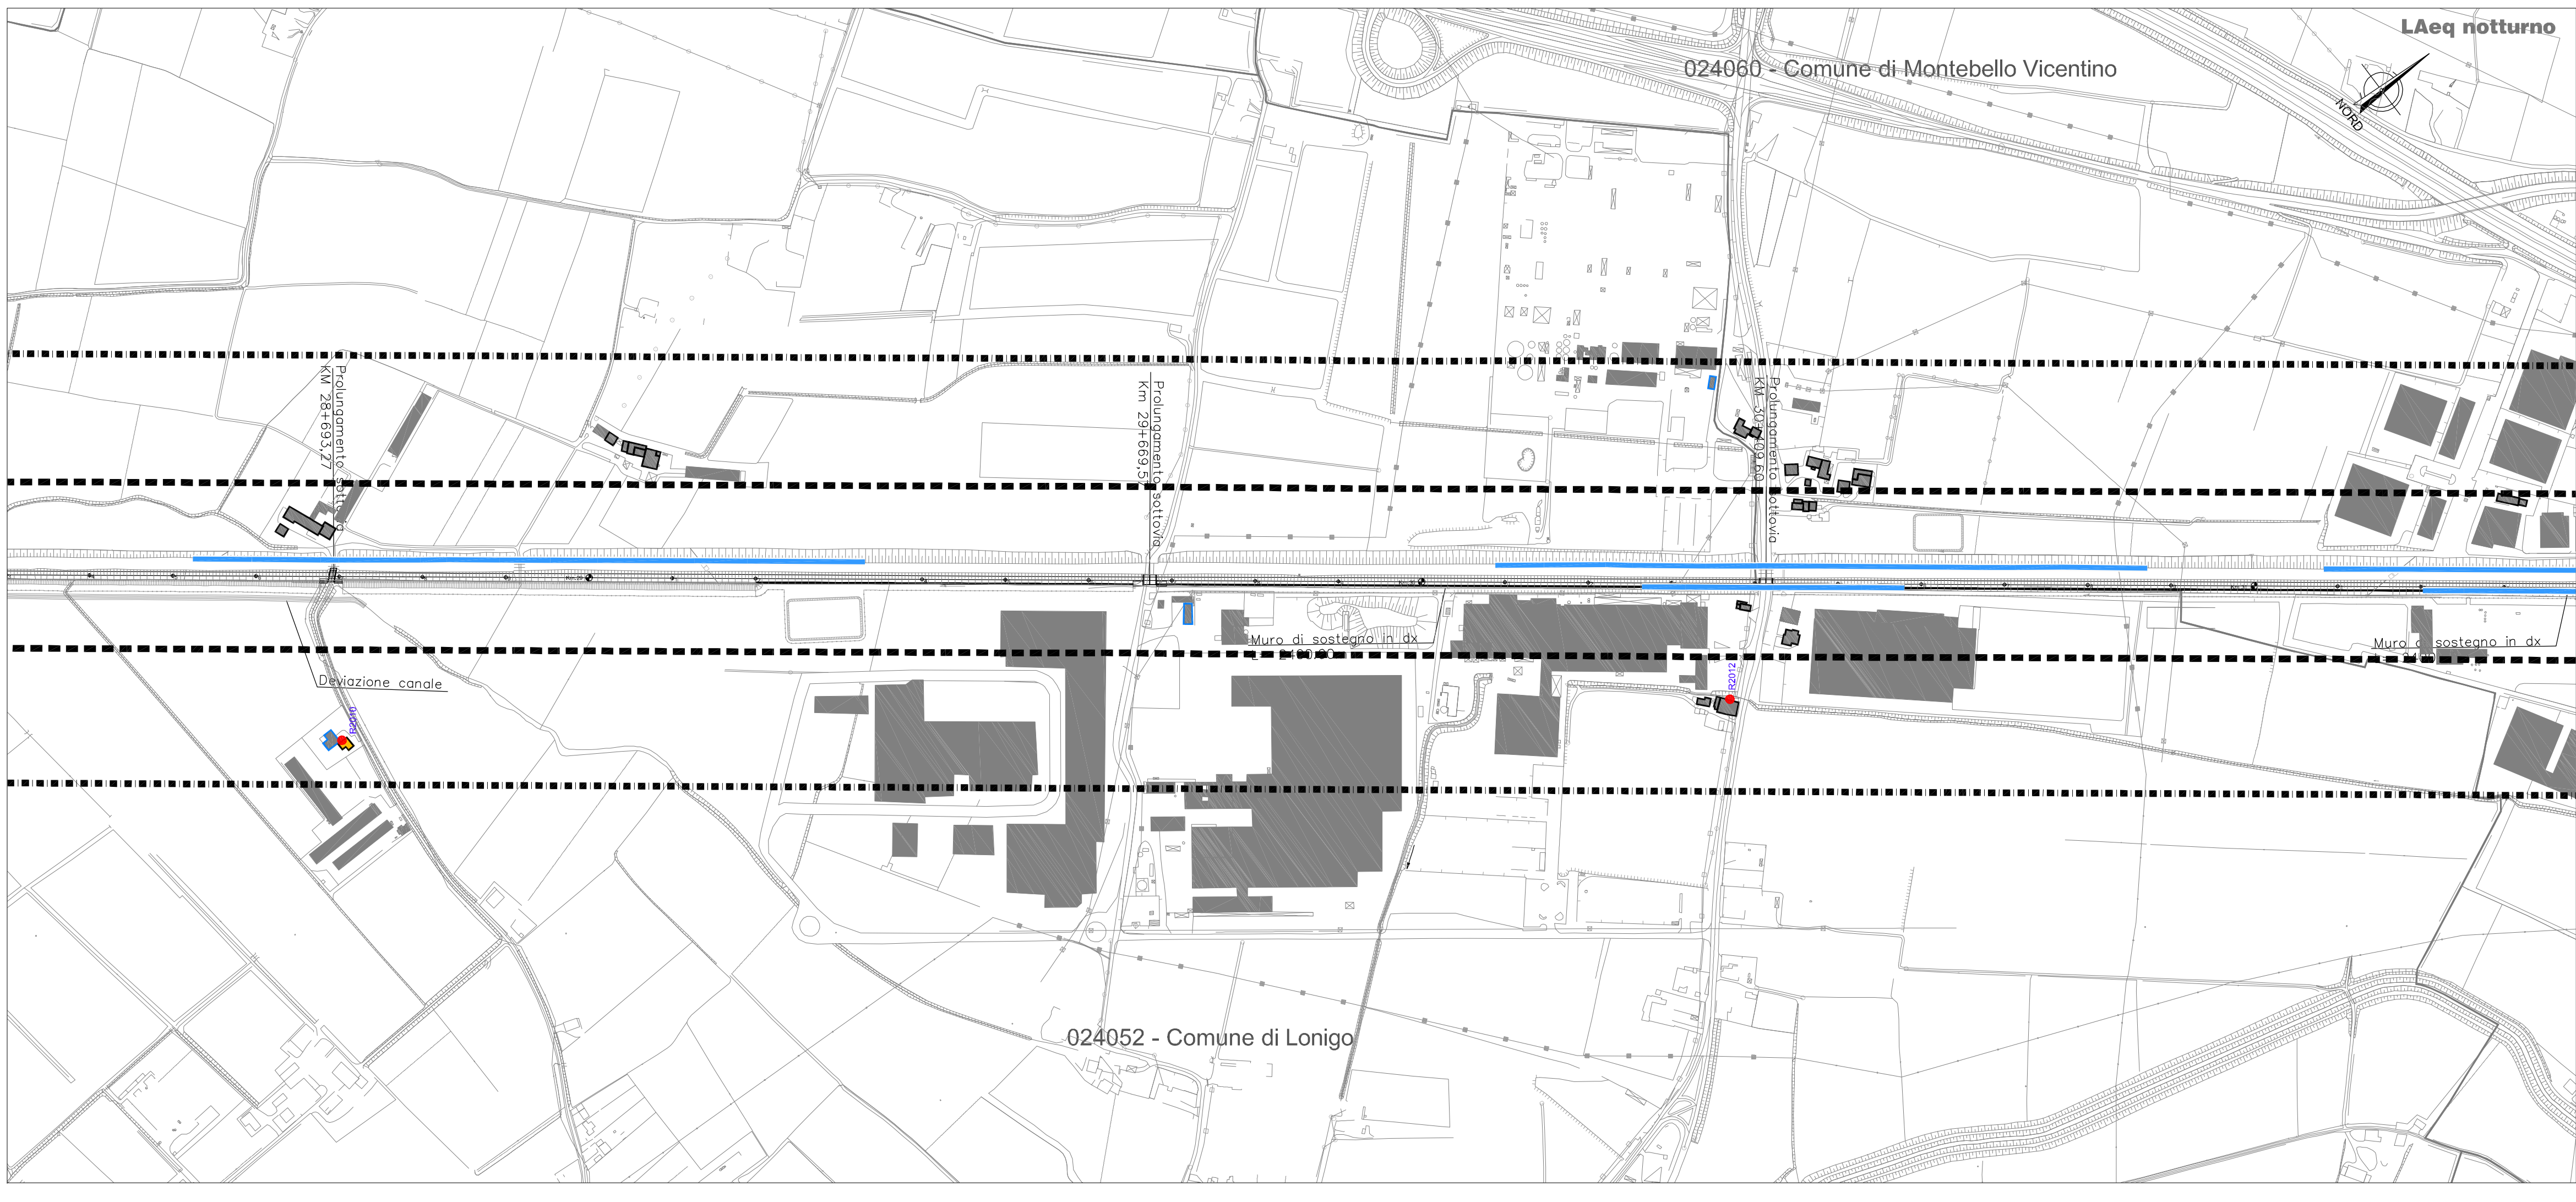 LAeq notturno
024060 - Comune di Montebello Vicentino
NORD
Prolungamento sottovia
KM 28+693,27
Prolungamento sottovia
Km 29+669,57
Prolungamento sottovia
Muro di sostegno in dx
Muro di sostegno in dx
Deviazione canale
R2010
R2012
024052 - Comune di Lonigo